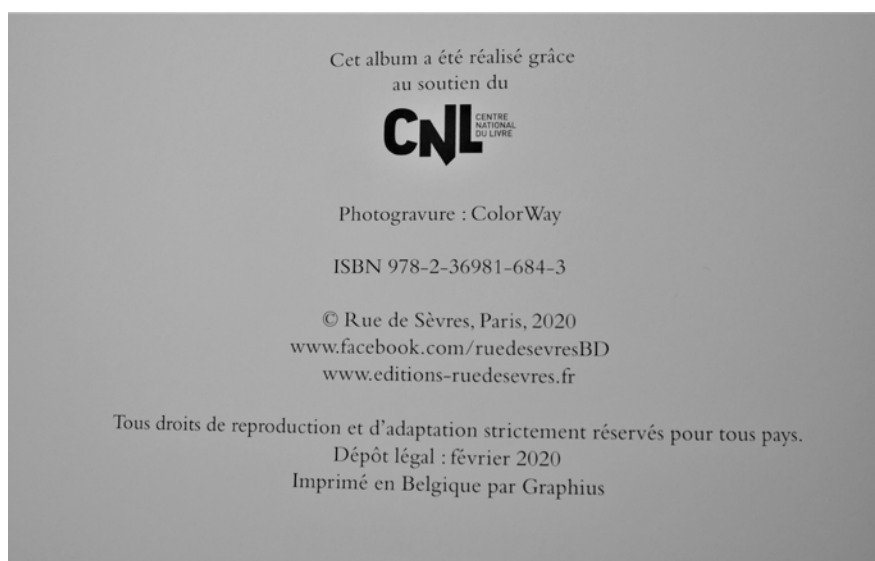 Cet album a été réalisé grâce
au soutien du
CNL
CENTRE
NATIONAL
DU LIVRE
Photogravure : ColorWay
ISBN 978-2-36981-684-3
© Rue de Sèvres, Paris, 2020
www.facebook.com/ruedesevresBD
www.editions-ruedesevres.fr
Tous droits de reproduction et d’adaptation strictement réservés pour tous pays.
Dépôt légal : février 2020
Imprimé en Belgique par Graphius